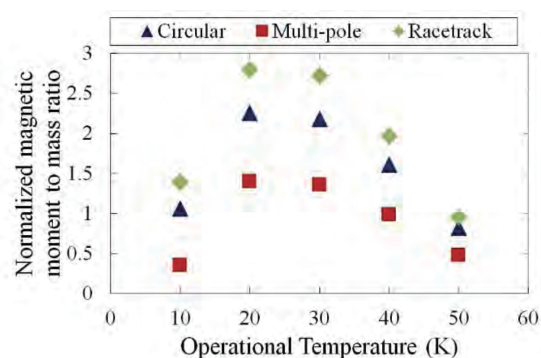 Circular Multi-pole Racetrack
Normalized magnetic
moment to mass ratio
3
2.5
2
1.5
1
0.5
0
0 10 20 30 40 50 60
Operational Temperature (K)